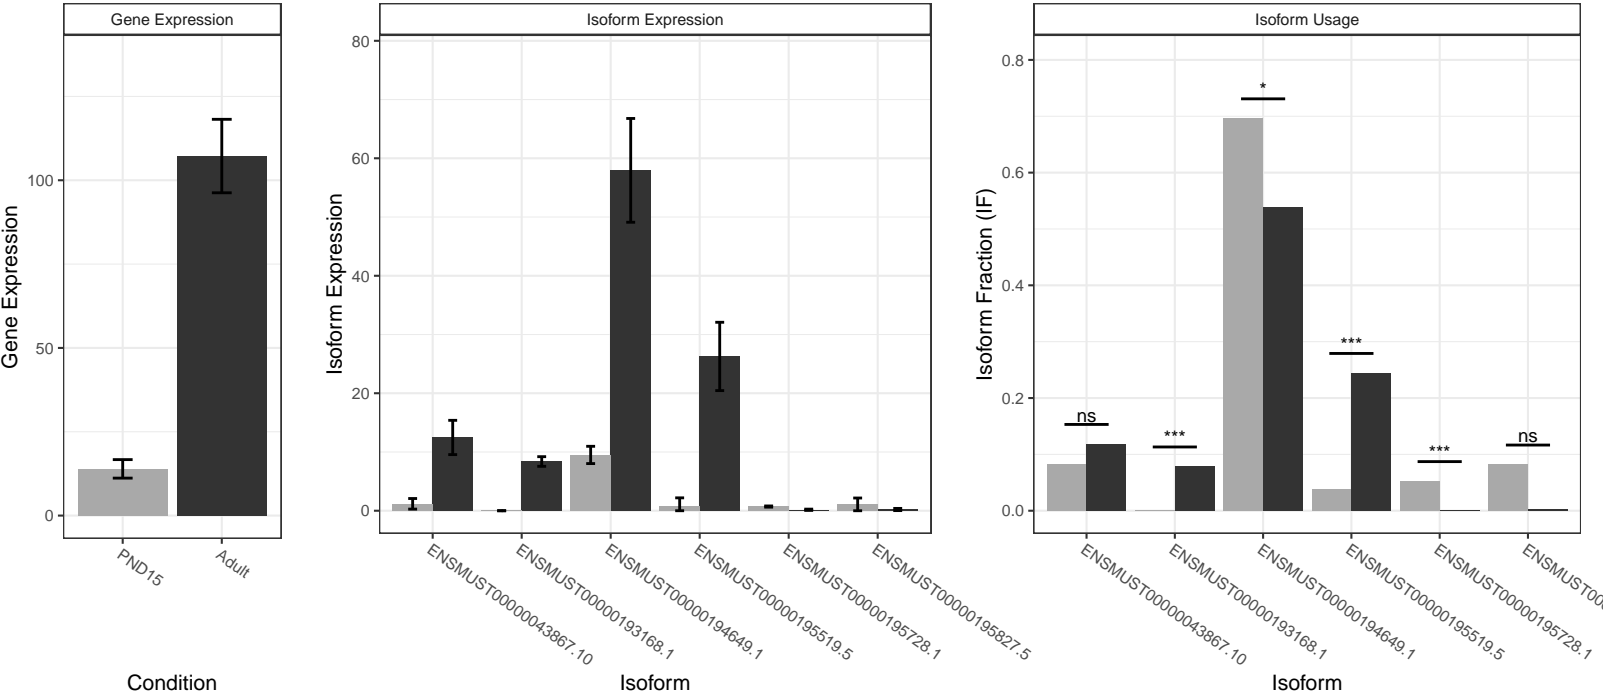 Gene Expression
Isoform Expression
Isoform Usage
Gene Expression
100
50
0
PND15
Adult
Condition
Isoform Expression
80
60
40
20
0
ENSMUST00000043867.10
ENSMUST00000193168.1
ENSMUST00000194649.1
ENSMUST00000195519.5
ENSMUST00000195728.1
ENSMUST00000195827.5
Isoform
Isoform Fraction (IF)
0.8
0.6
0.4
0.2
0.0
ns
***
*
***
***
ns
ENSMUST00000043867.10
ENSMUST00000193168.1
ENSMUST00000194649.1
ENSMUST00000195519.5
ENSMUST00000195728.1
Isoform